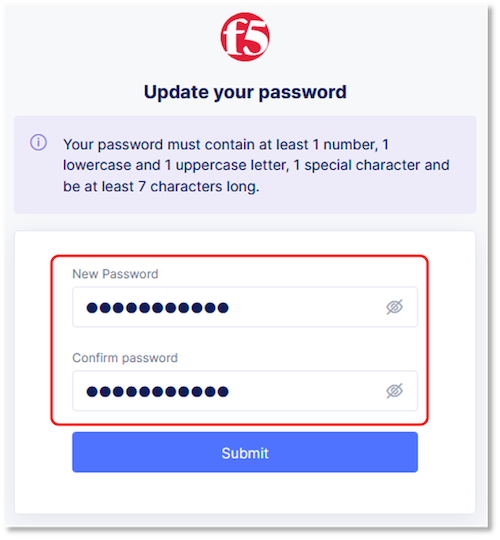 f5
Update your password
Your password must contain at least 1 number, 1
lowercase and 1 uppercase letter, 1 special character and
be at least 7 characters long.
New Password
●●●●●●●●●●●
Confirm password
●●●●●●●●●●●
Submit